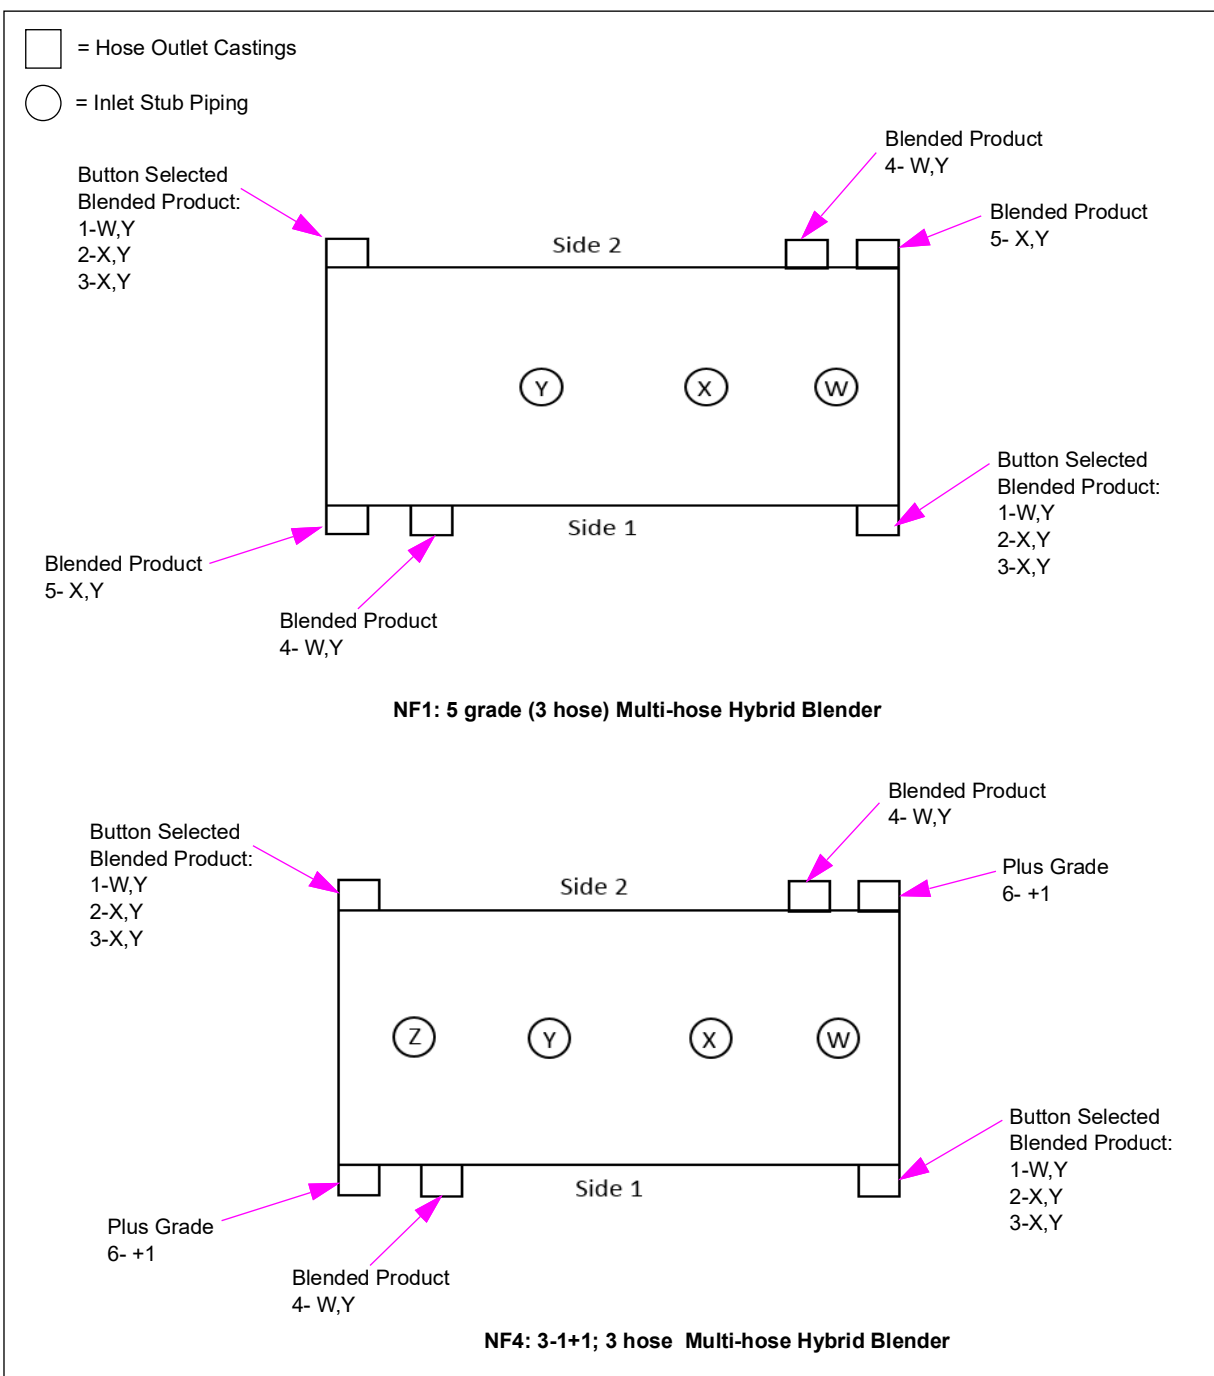 = Hose Outlet Castings
= Inlet Stub Piping
Button Selected
Blended Product:
1-W,Y
2-X,Y
3-X,Y
Blended Product
4- W,Y
Blended Product
5- X,Y
Side 2
Y
X
W
Side 1
Button Selected
Blended Product:
1-W,Y
2-X,Y
3-X,Y
Blended Product
5- X,Y
Blended Product
4- W,Y
NF1: 5 grade (3 hose) Multi-hose Hybrid Blender
Button Selected
Blended Product:
1-W,Y
2-X,Y
3-X,Y
Blended Product
4- W,Y
Plus Grade
6- +1
Side 2
Z
Y
X
W
Side 1
Button Selected
Blended Product:
1-W,Y
2-X,Y
3-X,Y
Plus Grade
6- +1
Blended Product
4- W,Y
NF4: 3-1+1; 3 hose  Multi-hose Hybrid Blender